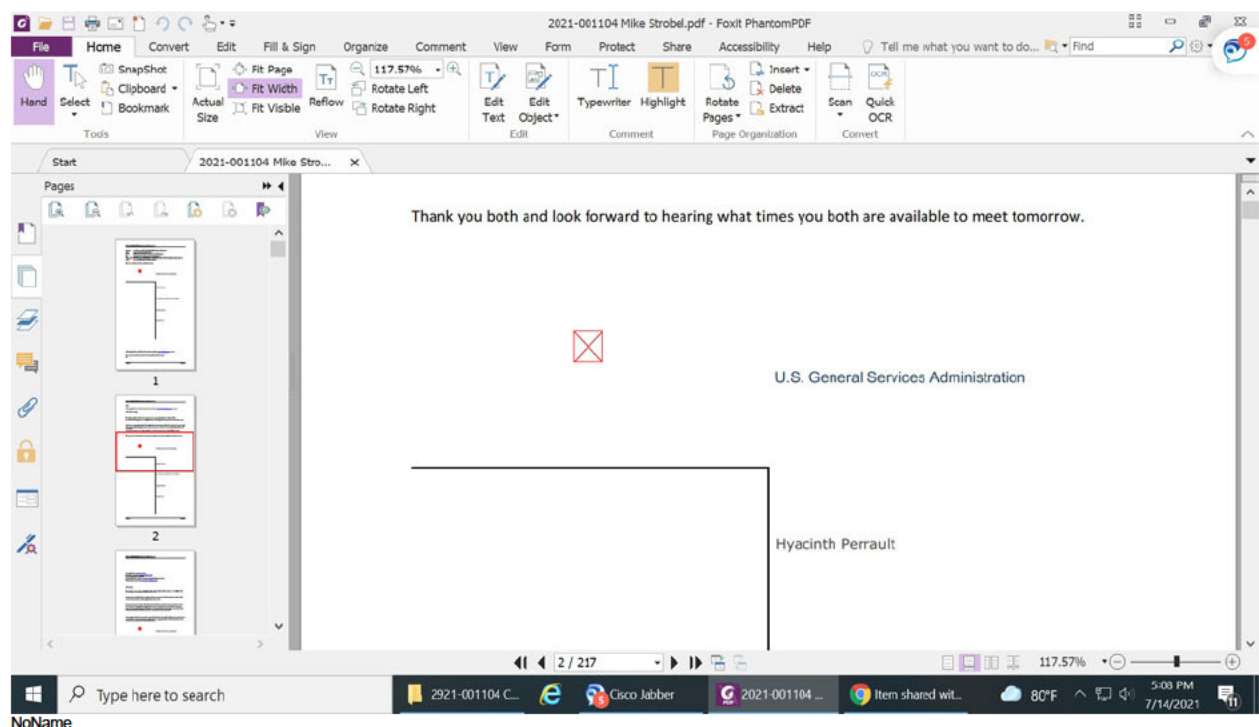 2021-001104 Mike Strobel.pdf - Foxit PhantomPDF
File Home Convert Edit Fill & Sign Organize Comment View Form Protect Share Accessibility Help Tell me what you want to do... Find 5
Hand
Select
SnapShot
Clipboard
Bookmark
Tools
Actual Size
Fit Page
Fit Width
Fit Visible
Reflow
117.57%
Rotate Left
Rotate Right
View
Edit Text
Edit Object
Edit
Typewriter
Highlight
Comment
Rotate Pages
Insert
Delete
Extract
Page Organization
Scan
OCR
Quick OCR
Convert
Start
2021-001104 Mike Stro...
Pages
1
2
Thank you both and look forward to hearing what times you both are available to meet tomorrow.
U.S. General Services Administration
Hyacinth Perrault
2 / 217
117.57%
Type here to search
2921-001104 C...
Cisco Jabber
2021-001104 ...
Item shared wit...
80°F
5:03 PM
7/14/2021
11
NoName